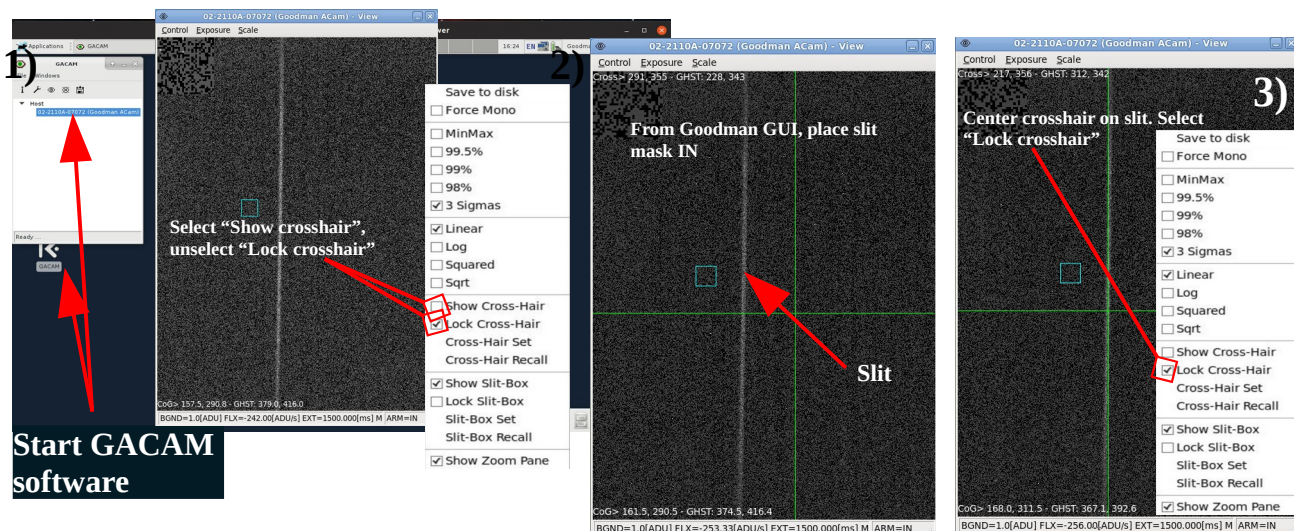 1)
Applications
GACAM
16:24 EN Goodm
GACAM
File Windows
Host
02-2110A-07072 (Goodman ACam)
Ready ...
GACAM
Start GACAM
software
02-2110A-07072 (Goodman ACam) - View
Control Exposure Scale
Select “Show crosshair”,
unselect “Lock crosshair”
CoG> 157.5, 290.8 - GHST: 379.0, 416.0
BGND=1.0[ADU] FLX=-242.00[ADU/s] EXT=1500.000[ms] M ARM=IN
Save to disk
Force Mono
MinMax
99.5%
99%
98%
3 Sigmas
Linear
Log
Squared
Sqrt
Show Cross-Hair
Lock Cross-Hair
Cross-Hair Set
Cross-Hair Recall
Show Slit-Box
Lock Slit-Box
Slit-Box Set
Slit-Box Recall
Show Zoom Pane
2)
02-2110A-07072 (Goodman ACam) - View
Control Exposure Scale
Cross> 291, 355 - GHST: 228, 343
From Goodman GUI, place slit
mask IN
Slit
CoG> 161.5, 290.5 - GHST: 374.5, 416.4
BGND=1.0[ADU] FLX=-253.33[ADU/s] EXT=1500.000[ms] M ARM=IN
3)
02-2110A-07072 (Goodman ACam) - View
Control Exposure Scale
Cross> 217, 356 - GHST: 312, 342
Center crosshair on slit. Select
“Lock crosshair”
Save to disk
Force Mono
MinMax
99.5%
99%
98%
3 Sigmas
Linear
Log
Squared
Sqrt
Show Cross-Hair
Lock Cross-Hair
Cross-Hair Set
Cross-Hair Recall
Show Slit-Box
Lock Slit-Box
Slit-Box Set
Slit-Box Recall
Show Zoom Pane
CoG> 168.0, 311.5 - GHST: 367.1, 392.6
BGND=1.0[ADU] FLX=-256.00[ADU/s] EXT=1500.000[ms] M ARM=IN